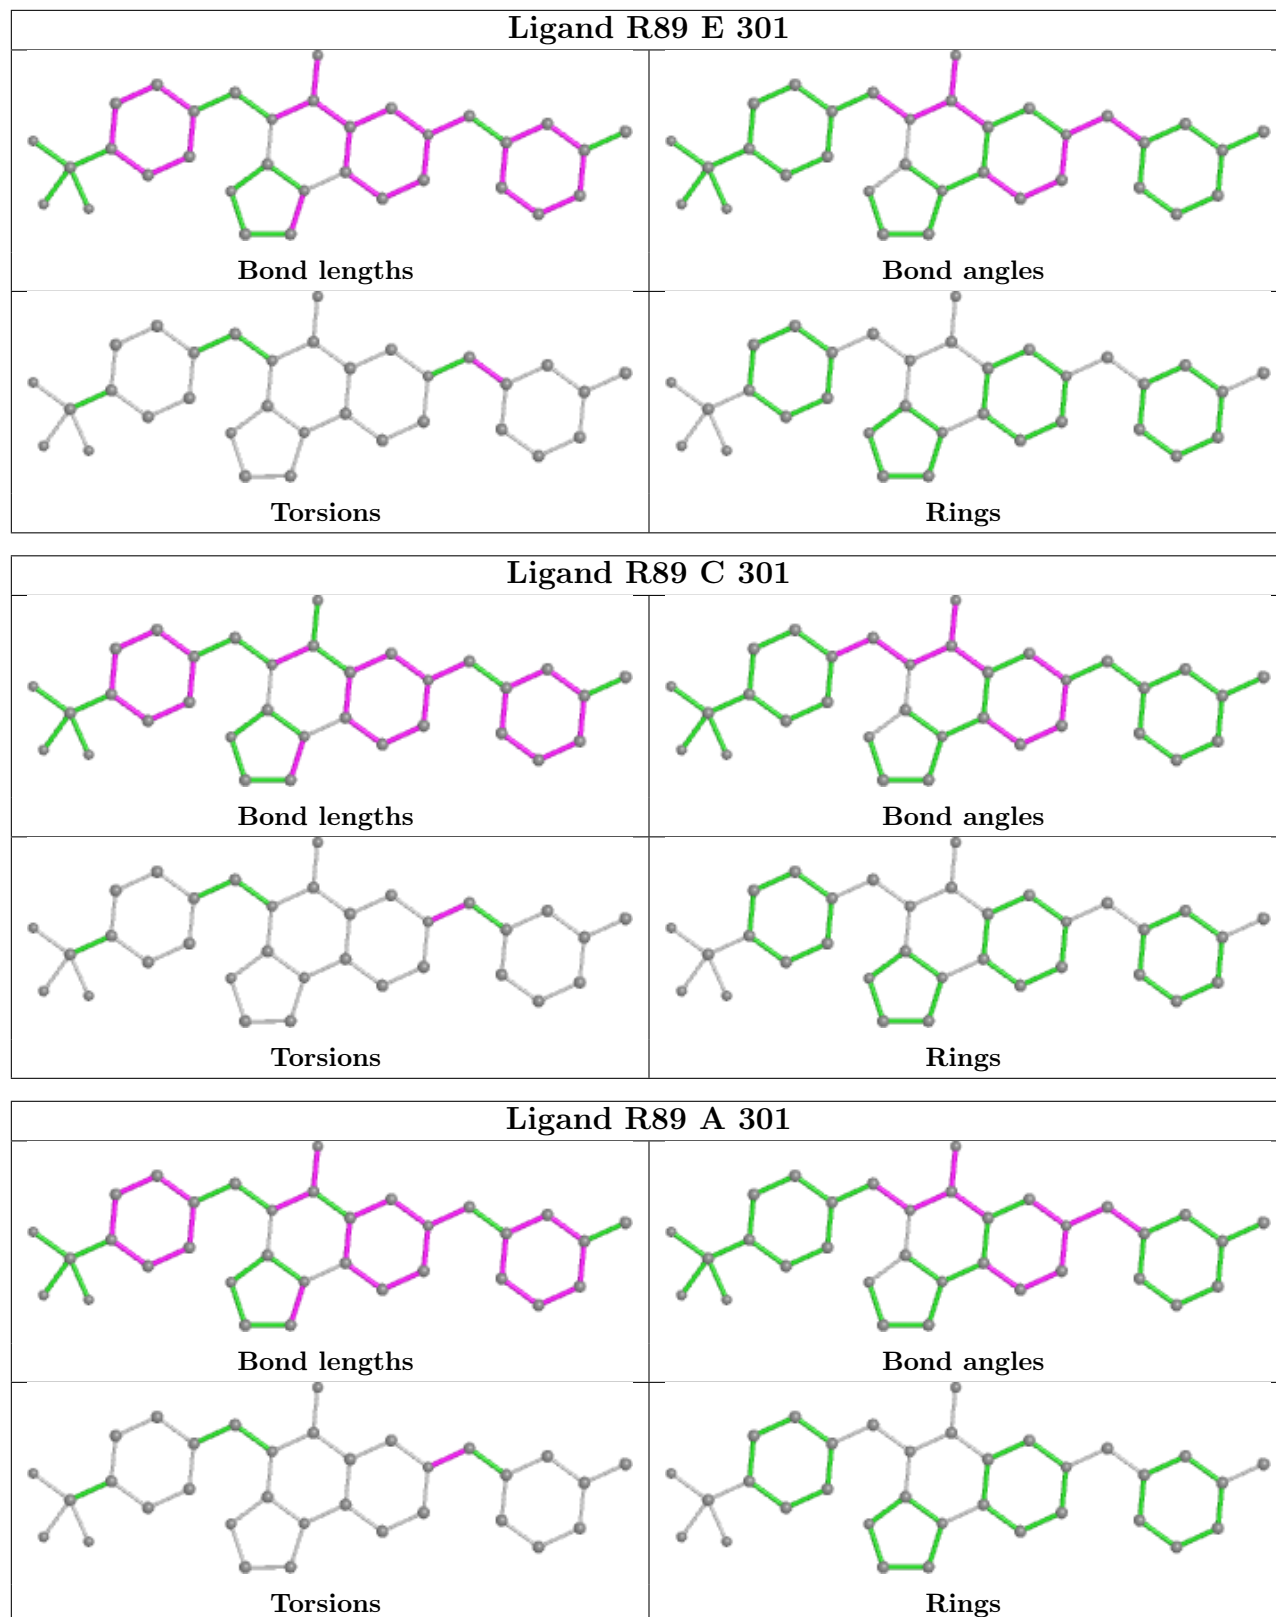 Ligand R89 E 301
Bond lengths
Bond angles
Torsions
Rings
Ligand R89 C 301
Bond lengths
Bond angles
Torsions
Rings
Ligand R89 A 301
Bond lengths
Bond angles
Torsions
Rings